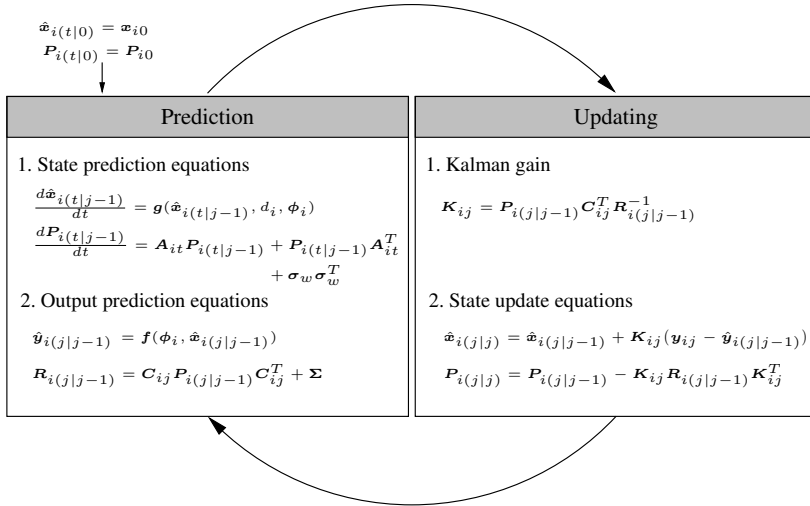 x̂_{i(t|0)} = x_{i0}
P_{i(t|0)} = P_{i0}
Prediction
1. State prediction equations
dx̂_{i(t|j−1)}/dt = g(x̂_{i(t|j−1)}, d_i, ϕ_i)
dP_{i(t|j−1)}/dt = A_{it}P_{i(t|j−1)} + P_{i(t|j−1)}A_{it}^T
+ σ_wσ_w^T
2. Output prediction equations
ŷ_{i(j|j−1)} = f(ϕ_i, x̂_{i(j|j−1)})
R_{i(j|j−1)} = C_{ij}P_{i(j|j−1)}C_{ij}^T + Σ
Updating
1. Kalman gain
K_{ij} = P_{i(j|j−1)}C_{ij}^TR_{i(j|j−1)}^{−1}
2. State update equations
x̂_{i(j|j)} = x̂_{i(j|j−1)} + K_{ij}(y_{ij} − ŷ_{i(j|j−1)})
P_{i(j|j)} = P_{i(j|j−1)} − K_{ij}R_{i(j|j−1)}K_{ij}^T